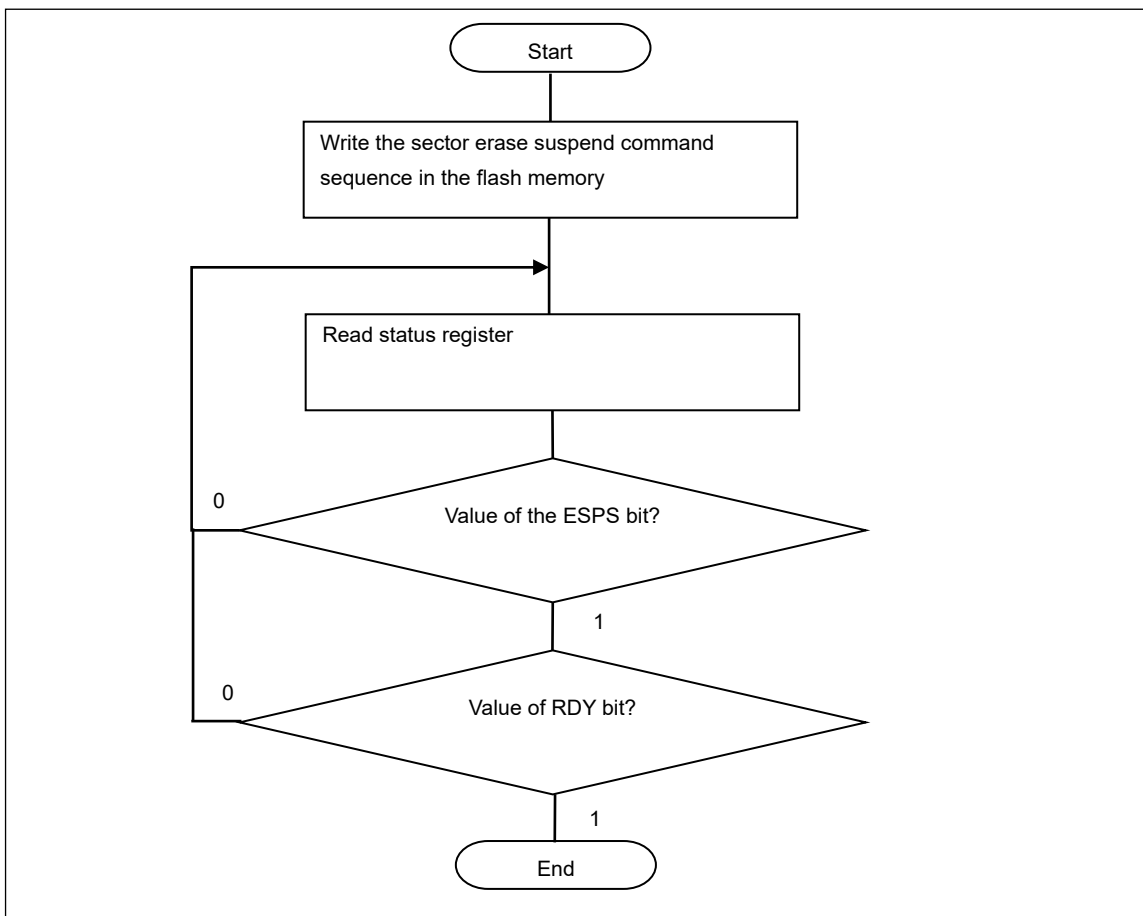 Start
Write the sector erase suspend command
sequence in the flash memory
Read status register
0
Value of the ESPS bit?
1
0
Value of RDY bit?
1
End